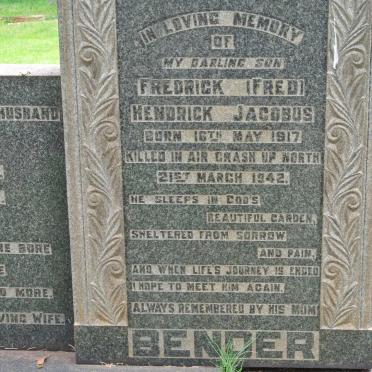 IN LOVING MEMORY
OF
MY DARLING SON
FREDRICK (FRED)
HENDRICK JACOBUS
BORN 16TH MAY 1917
KILLED IN AIR CRASH UP NORTH
21ST MARCH 1942.
HE SLEEPS IN GOD'S
BEAUTIFUL GARDEN,
SHELTERED FROM SORROW
AND PAIN,
AND WHEN LIFE'S JOURNEY IS ENDED
I HOPE TO MEET HIM AGAIN.
ALWAYS REMEMBERED BY HIS MUM
BENDER
HUSBAND
BORE
MORE.
WIFE.